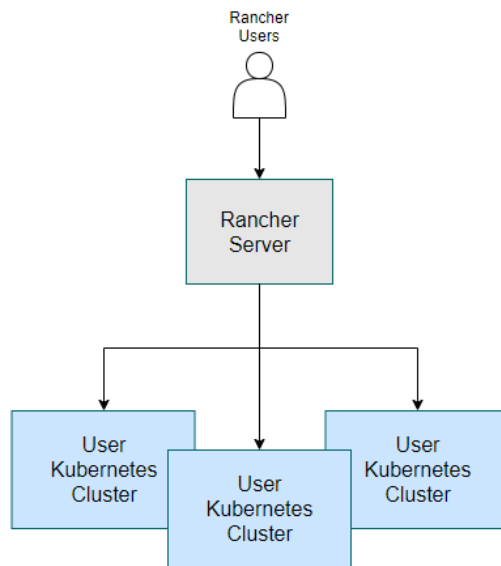 Rancher
Users
Rancher
Server
User
Kubernetes
Cluster
User
Kubernetes
Cluster
User
Kubernetes
Cluster